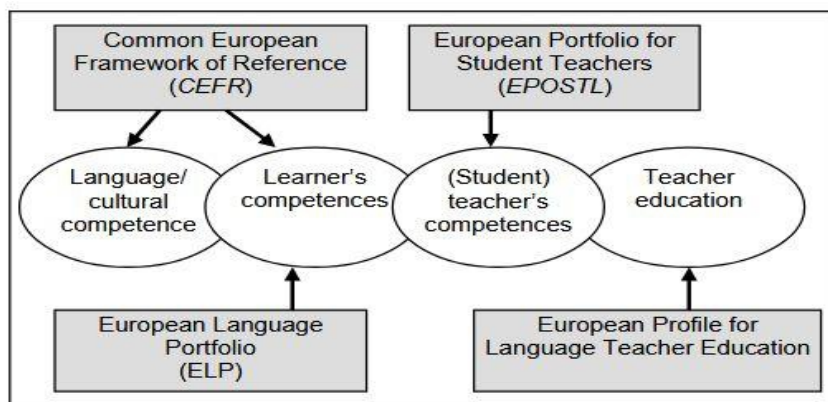 Common European
Framework of Reference
(CEFR)
European Portfolio for
Student Teachers
(EPOSTL)
Language/
cultural
competence
Learner's
competences
(Student)
teacher's
competences
Teacher
education
European Language
Portfolio
(ELP)
European Profile for
Language Teacher Education